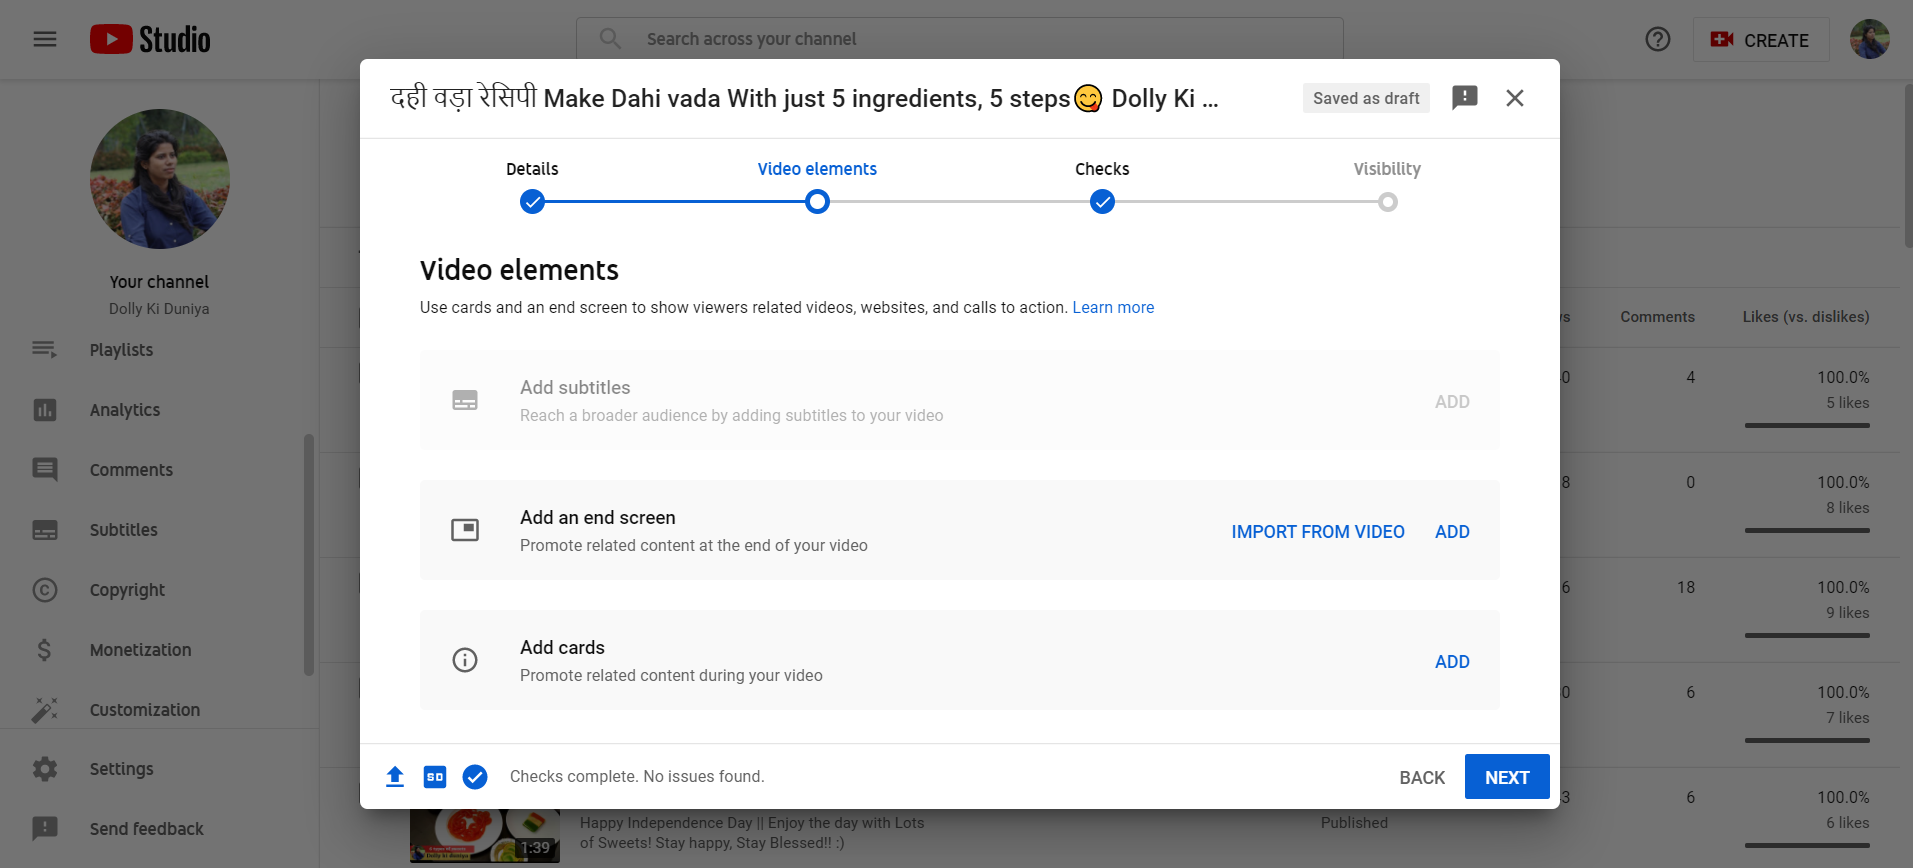 Studio
Search across your channel
CREATE
दही वड़ा रेसिपी Make Dahi vada With just 5 ingredients, 5 steps😋 Dolly Ki ...
Saved as draft
Details
Video elements
Checks
Visibility
Video elements
Use cards and an end screen to show viewers related videos, websites, and calls to action. Learn more
Add subtitles
Reach a broader audience by adding subtitles to your video
ADD
Add an end screen
Promote related content at the end of your video
IMPORT FROM VIDEO
ADD
Add cards
Promote related content during your video
ADD
SD
Checks complete. No issues found.
BACK
NEXT
Your channel
Dolly Ki Duniya
Playlists
Analytics
Comments
Subtitles
Copyright
Monetization
Customization
Settings
Send feedback
Comments
Likes (vs. dislikes)
4
100.0%
5 likes
8
0
100.0%
8 likes
6
18
100.0%
9 likes
6
100.0%
7 likes
3
6
100.0%
6 likes
1:39
Happy Independence Day || Enjoy the day with Lots
of Sweets! Stay happy, Stay Blessed!! :)
Published